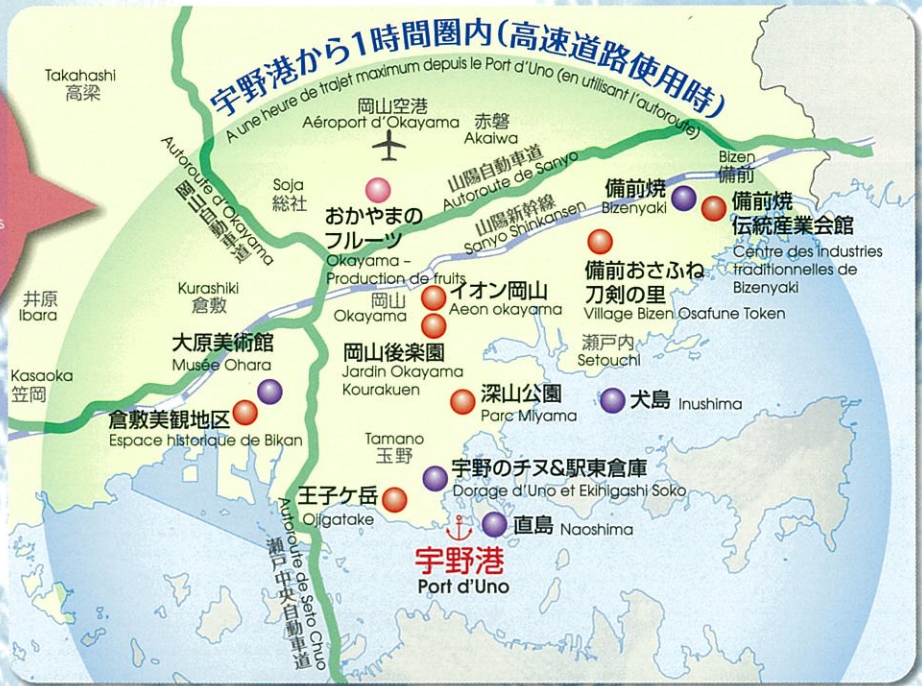 宇野港から1時間圏内(高速道路使用時)
A une heure de trajet maximum depuis le Port d'Uno (en utilisant l'autoroute)
Takahashi
高梁
岡山空港
Aéroport d'Okayama
赤磐
Akaiwa
Autoroute d'Okayama
岡山自動車道
Soja
総社
おかやまの
フルーツ
Okayama –
Production de fruits
山陽自動車道
Autoroute de Sanyo
山陽新幹線
Sanyo Shinkansen
Bizen
備前
備前焼
Bizenyaki
備前焼
伝統産業会館
Centre des industries
traditionnelles de
Bizenyaki
備前おさふね
刀剣の里
Village Bizen Osafune Token
瀬戸内
Setouchi
井原
Ibara
Kurashiki
倉敷
岡山
Okayama
イオン岡山
Aeon okayama
大原美術館
Musée Ohara
岡山後楽園
Jardin Okayama
Kourakuen
Kasaoka
笠岡
倉敷美観地区
Espace historique de Bikan
深山公園
Parc Miyama
犬島 Inushima
Tamano
玉野
宇野のチヌ&駅東倉庫
Dorage d'Uno et Ekihigashi Soko
王子ケ岳
Ojigatake
直島 Naoshima
宇野港
Port d'Uno
Autoroute de Seto Chuo
瀬戸中央自動車道
s